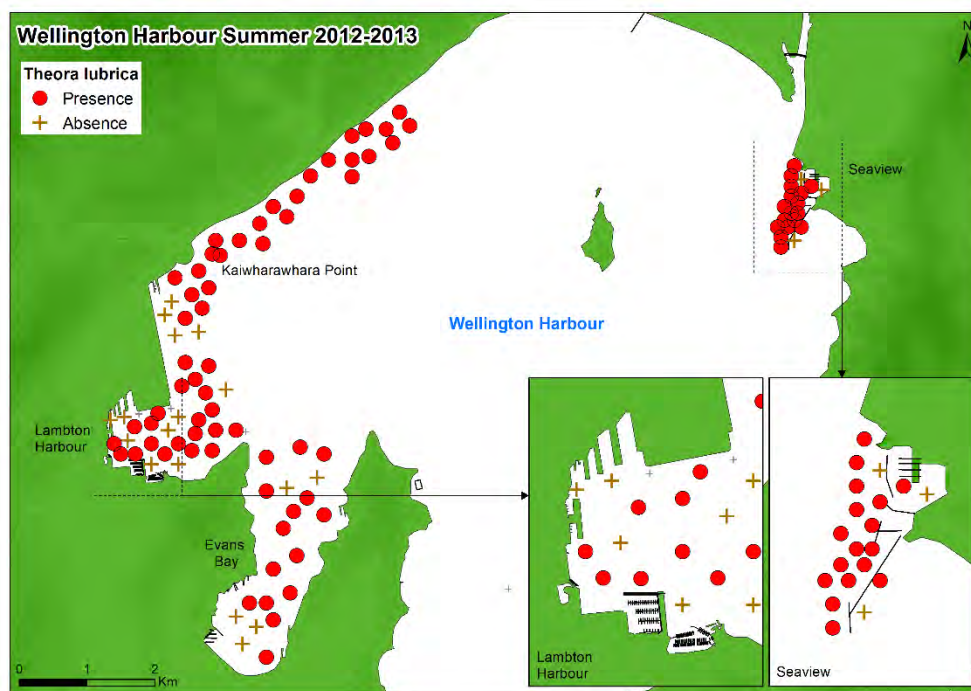 Wellington Harbour Summer 2012-2013
N
Theora lubrica
Presence
Absence
Seaview
Kaiwharawhara Point
Wellington Harbour
Lambton
Harbour
Evans
Bay
0 1 2
Km
Lambton
Harbour
Seaview